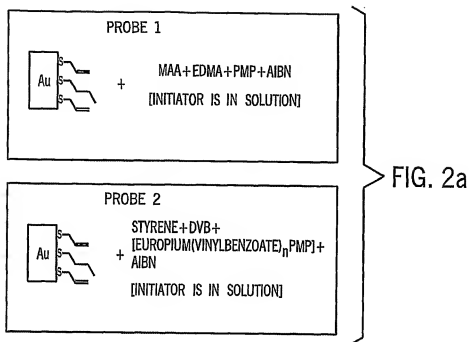 PROBE 1
S
Au
S
S
+
MAA+EDMA+PMP+AIBN
[INITIATOR IS IN SOLUTION]
FIG. 2a
PROBE 2
S
Au
S
S
+
STYRENE+DVB+
[EUROPIUM(VINYLBENZOATE)nPMP]+
AIBN
[INITIATOR IS IN SOLUTION]